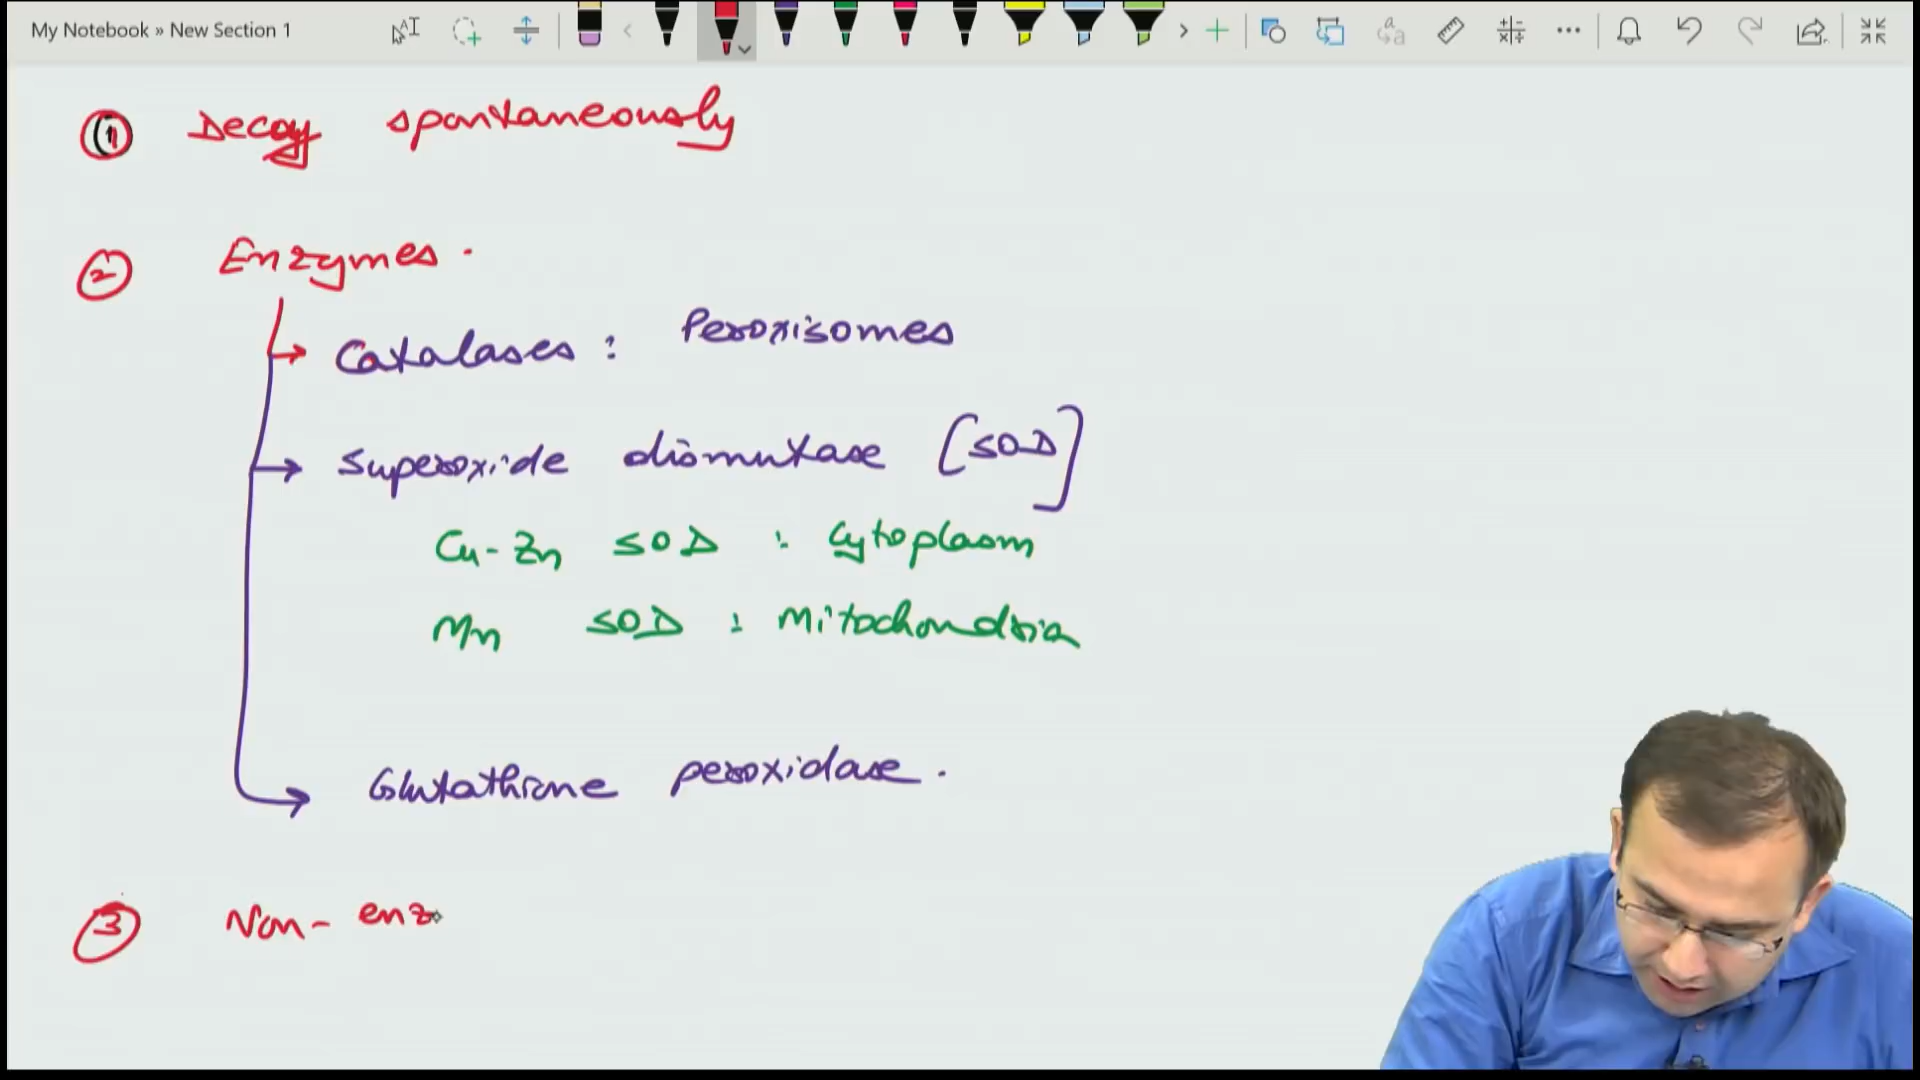 My Notebook » New Section 1
① Decay spontaneously
② Enzymes.
→ Catalases : Peroxisomes
→ Superoxide dismutase [SOD]
Cu-Zn SOD : Cytoplasm
Mn SOD : Mitochondria
→ Glutathione peroxidase.
③ Non-enz